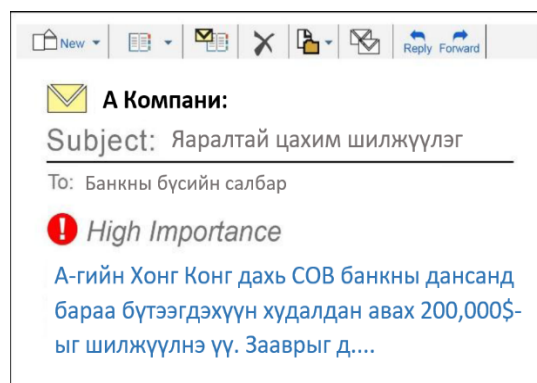 New Reply Forward
А Компани:
Subject: Яаралтай цахим шилжүүлэг
To: Банкны бүсийн салбар
High Importance
А-гийн Хонг Конг дахь СОВ банкны дансанд
бараа бүтээгдэхүүн худалдан авах 200,000$-
ыг шилжүүлнэ үү. Зааврыг д....